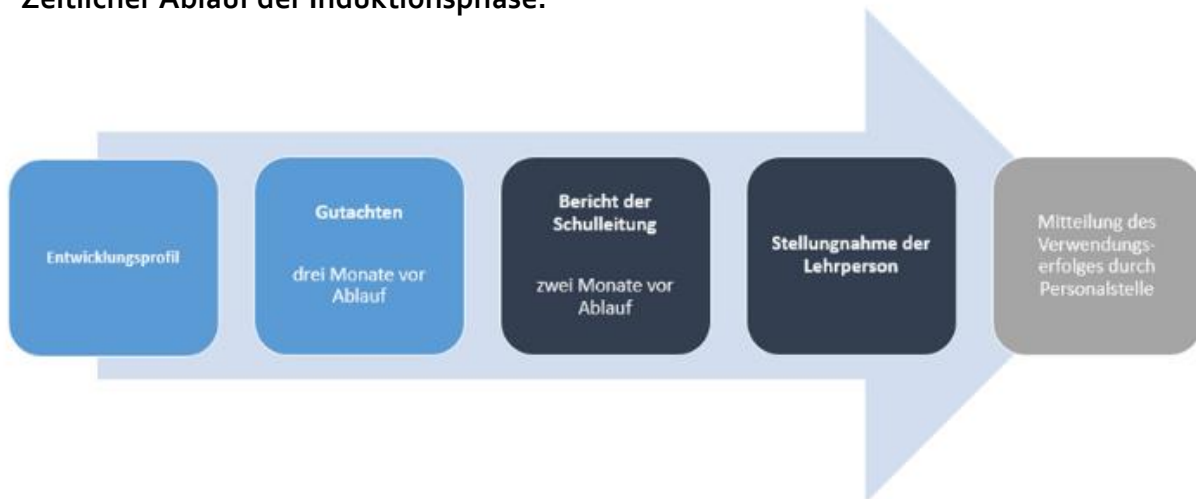 Zeitlicher Ablauf der Induktionsphase:
Entwicklungsprofil
Gutachten
drei Monate vor
Ablauf
Bericht der
Schulleitung
zwei Monate vor
Ablauf
Stellungnahme der
Lehrperson
Mitteilung des
Verwendungs-
erfolges durch
Personalstelle